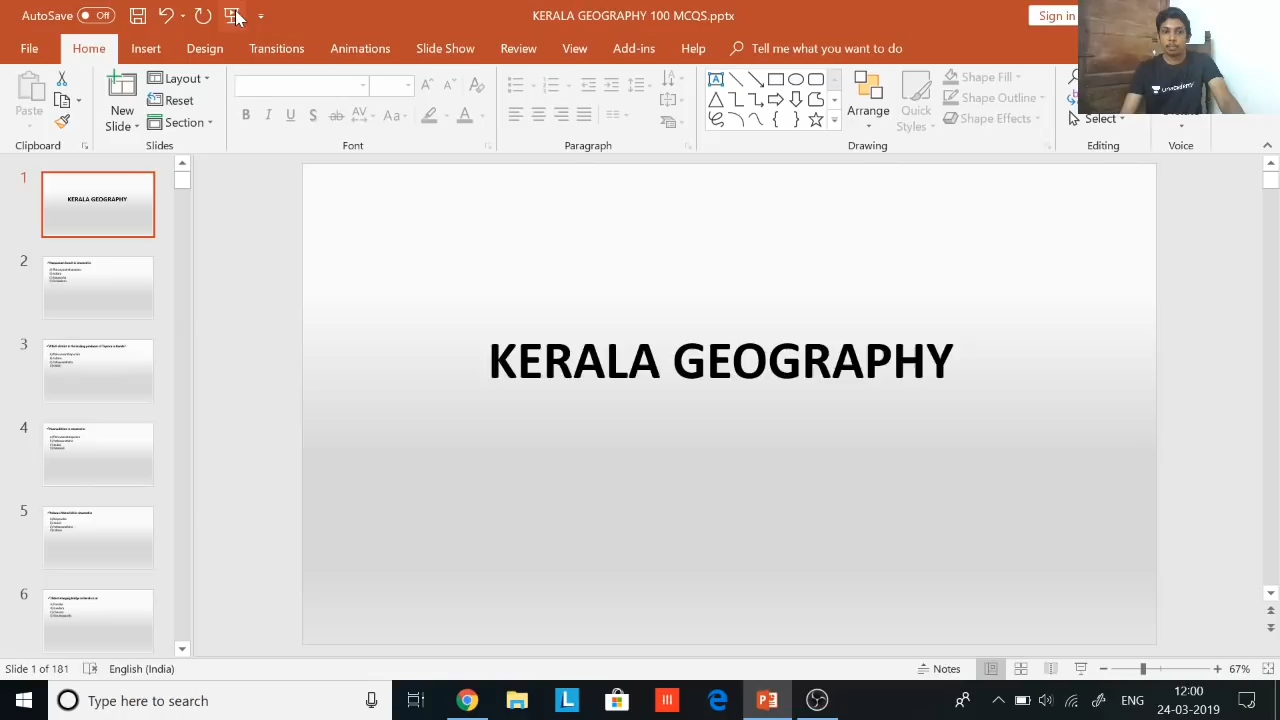 AutoSave Off
KERALA GEOGRAPHY 100 MCQS.pptx
Sign in
File Home Insert Design Transitions Animations Slide Show Review View Add-ins Help Tell me what you want to do
Paste
Clipboard
New Slide
Layout
Reset
Section
Slides
B
I
U
S
abc
AV
Aa
A
Font
Paragraph
Arrange
Quick Styles
Shape Fill
Shape Outline
Shape Effects
Drawing
Select
Editing
Voice
unacademy
1
KERALA GEOGRAPHY
2
3
4
5
6
KERALA GEOGRAPHY
Slide 1 of 181
English (India)
Notes
67%
Type here to search
L
ENG
12:00
24-03-2019